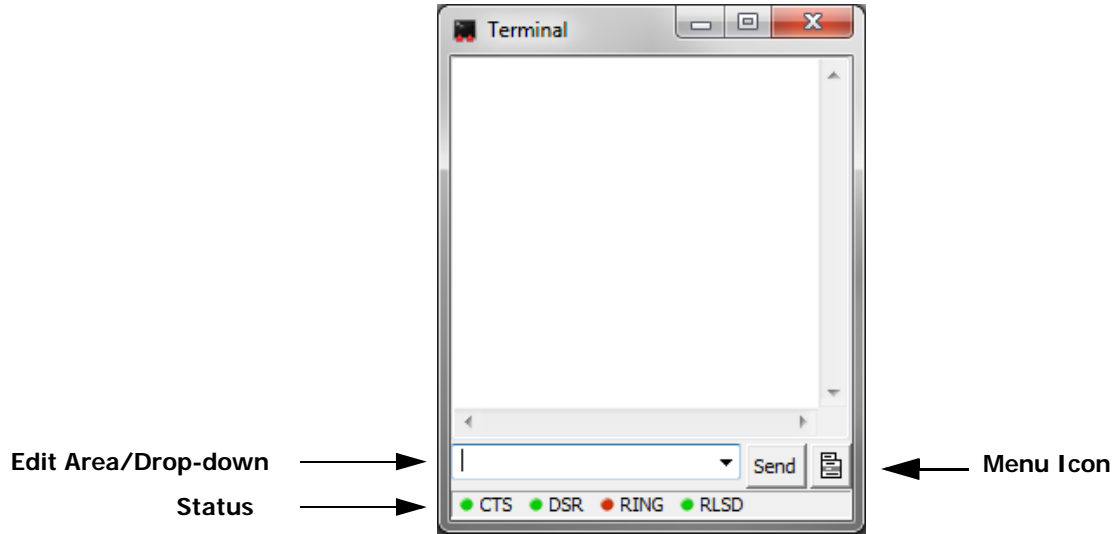 Terminal
Edit Area/Drop-down
Send
Menu Icon
Status
CTS DSR RING RLSD